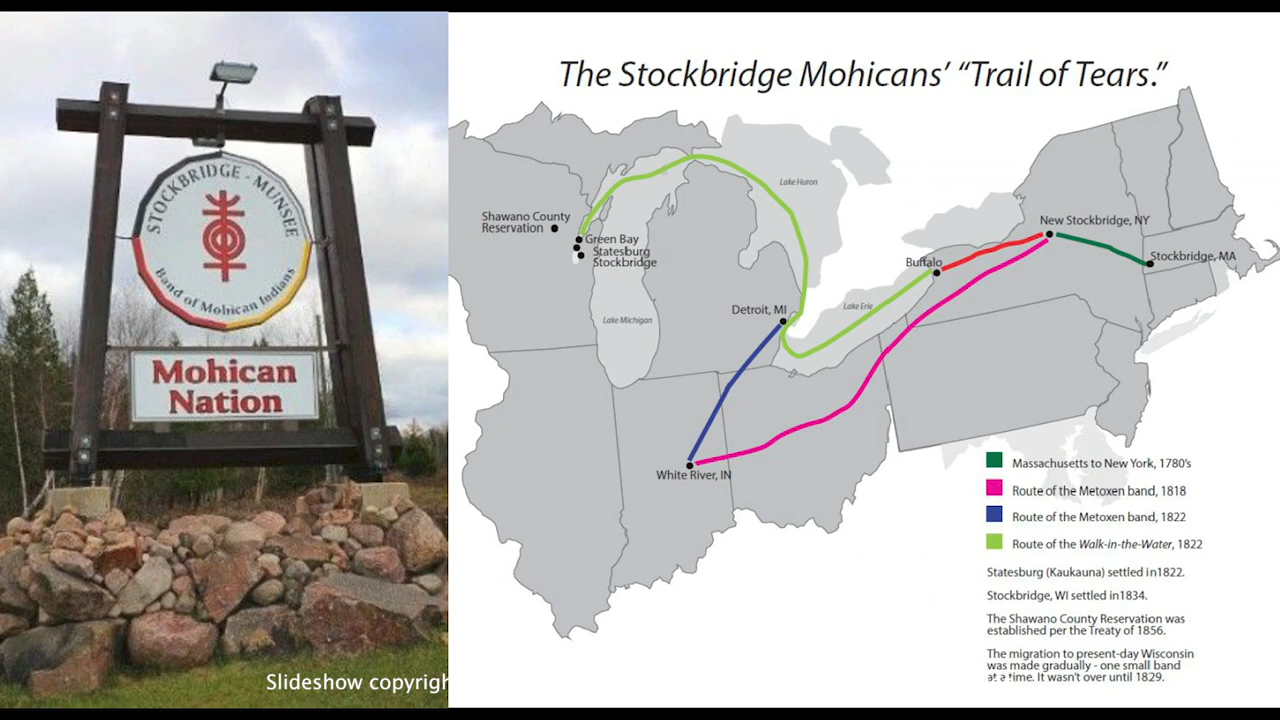 STOCKBRIDGE - MUNSEE
Band of Mohican Indians
Mohican
Nation
Slideshow copyrigh
The Stockbridge Mohicans' “Trail of Tears.”
Lake Huron
Shawano County
Reservation
Green Bay
Statesburg
Stockbridge
New Stockbridge, NY
Stockbridge, MA
Buffalo
Detroit, MI
Lake Erie
Lake Michigan
White River, IN
Massachusetts to New York, 1780's
Route of the Metoxen band, 1818
Route of the Metoxen band, 1822
Route of the Walk-in-the-Water, 1822
Statesburg (Kaukauna) settled in1822.
Stockbridge, WI settled in1834.
The Shawano County Reservation was
established per the Treaty of 1856.
The migration to present-day Wisconsin
was made gradually - one small band
at a time. It wasn't over until 1829.